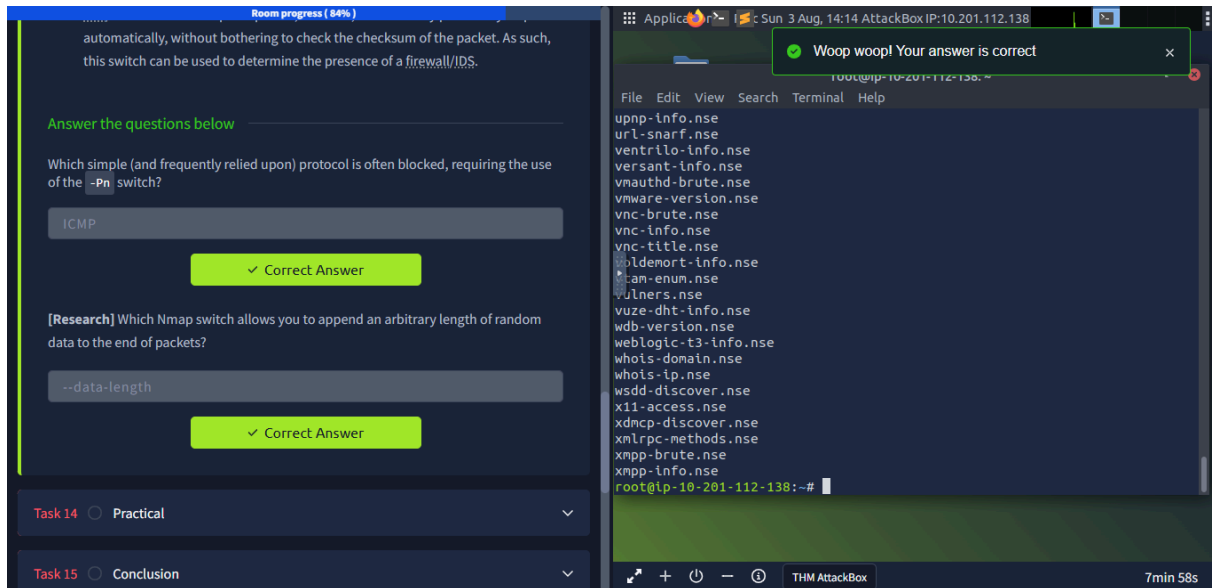 Room progress ( 84% )
automatically, without bothering to check the checksum of the packet. As such,
this switch can be used to determine the presence of a firewall/IDS.
Answer the questions below
Which simple (and frequently relied upon) protocol is often blocked, requiring the use
of the -Pn switch?
ICMP
✓ Correct Answer
[Research] Which Nmap switch allows you to append an arbitrary length of random
data to the end of packets?
--data-length
✓ Correct Answer
Task 14 Practical
Task 15 Conclusion
Sun 3 Aug, 14:14 AttackBox IP:10.201.112.138
Woop woop! Your answer is correct ×
File Edit View Search Terminal Help
upnp-info.nse
url-snarf.nse
ventrilo-info.nse
versant-info.nse
vmauthd-brute.nse
vmware-version.nse
vnc-brute.nse
vnc-info.nse
vnc-title.nse
voldemort-info.nse
vtam-enum.nse
vulners.nse
vuze-dht-info.nse
wdb-version.nse
weblogic-t3-info.nse
whois-domain.nse
whois-ip.nse
wsdd-discover.nse
x11-access.nse
xdmcp-discover.nse
xmlrpc-methods.nse
xmpp-brute.nse
xmpp-info.nse
root@ip-10-201-112-138:~#
THM AttackBox
7min 58s